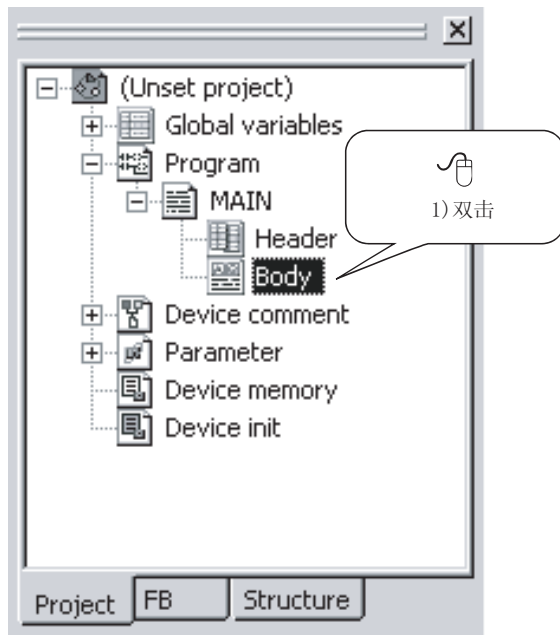 (Unset project)
Global variables
Program
MAIN
Header
Body
Device comment
Parameter
Device memory
Device init
1)双击
Project FB Structure